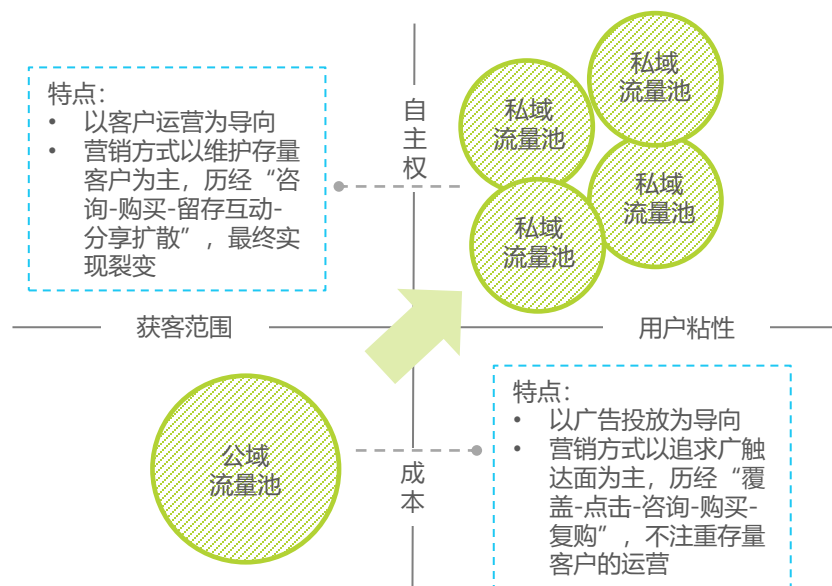 特点：
• 以客户运营为导向
• 营销方式以维护存量
客户为主，历经“咨
询-购买-留存互动-
分享扩散”，最终实
现裂变
自
主
权
私域
流量池
私域
流量池
私域
流量池
私域
流量池
获客范围
用户粘性
公域
流量池
成
本
特点：
• 以广告投放为导向
• 营销方式以追求广触
达面为主，历经“覆
盖-点击-咨询-购买-
复购”，不注重存量
客户的运营